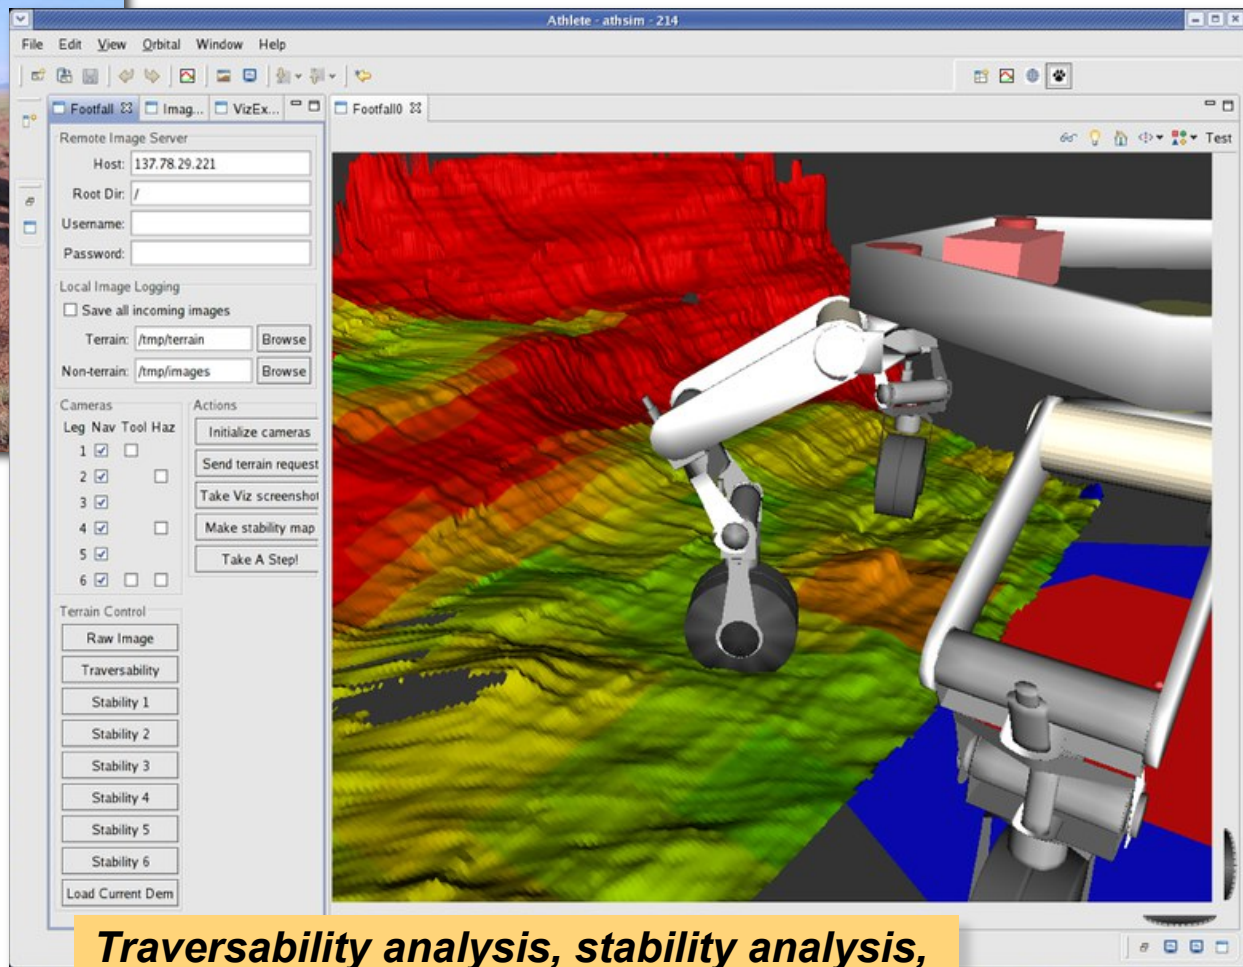 Athlete - athsim - 214
File Edit View Orbital Window Help
Footfall Imag... VizEx... Footfall0
Test
Remote Image Server
Host: 137.78.29.221
Root Dir: /
Username:
Password:
Local Image Logging
Save all incoming images
Terrain: /tmp/terrain Browse
Non-terrain: /tmp/images Browse
Cameras
Leg Nav Tool Haz
1
2
3
4
5
6
Actions
Initialize cameras
Send terrain request
Take Viz screenshot
Make stability map
Take A Step!
Terrain Control
Raw Image
Traversability
Stability 1
Stability 2
Stability 3
Stability 4
Stability 5
Stability 6
Load Current Dem
Traversability analysis, stability analysis,